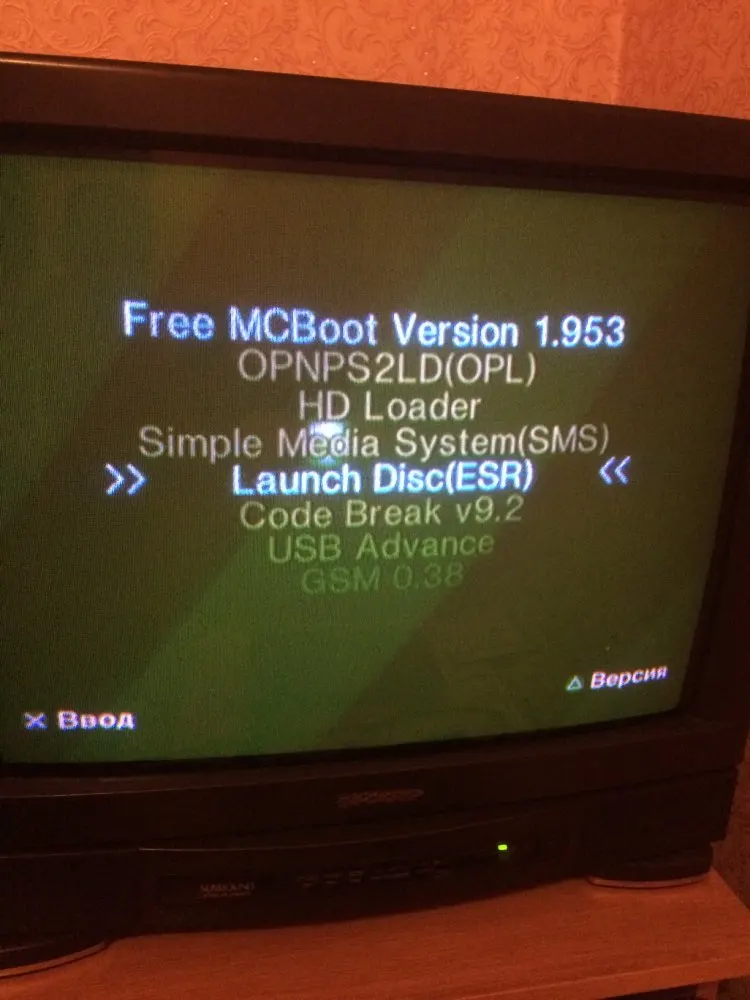 Free MCBoot Version 1.953
OPNPS2LD(OPL)
HD Loader
Simple Media System(SMS)
>> Launch Disc(ESR) <<
Code Break v9.2
USB Advance
GSM 0.38
△ Версия
✕ Ввод
SURROUND